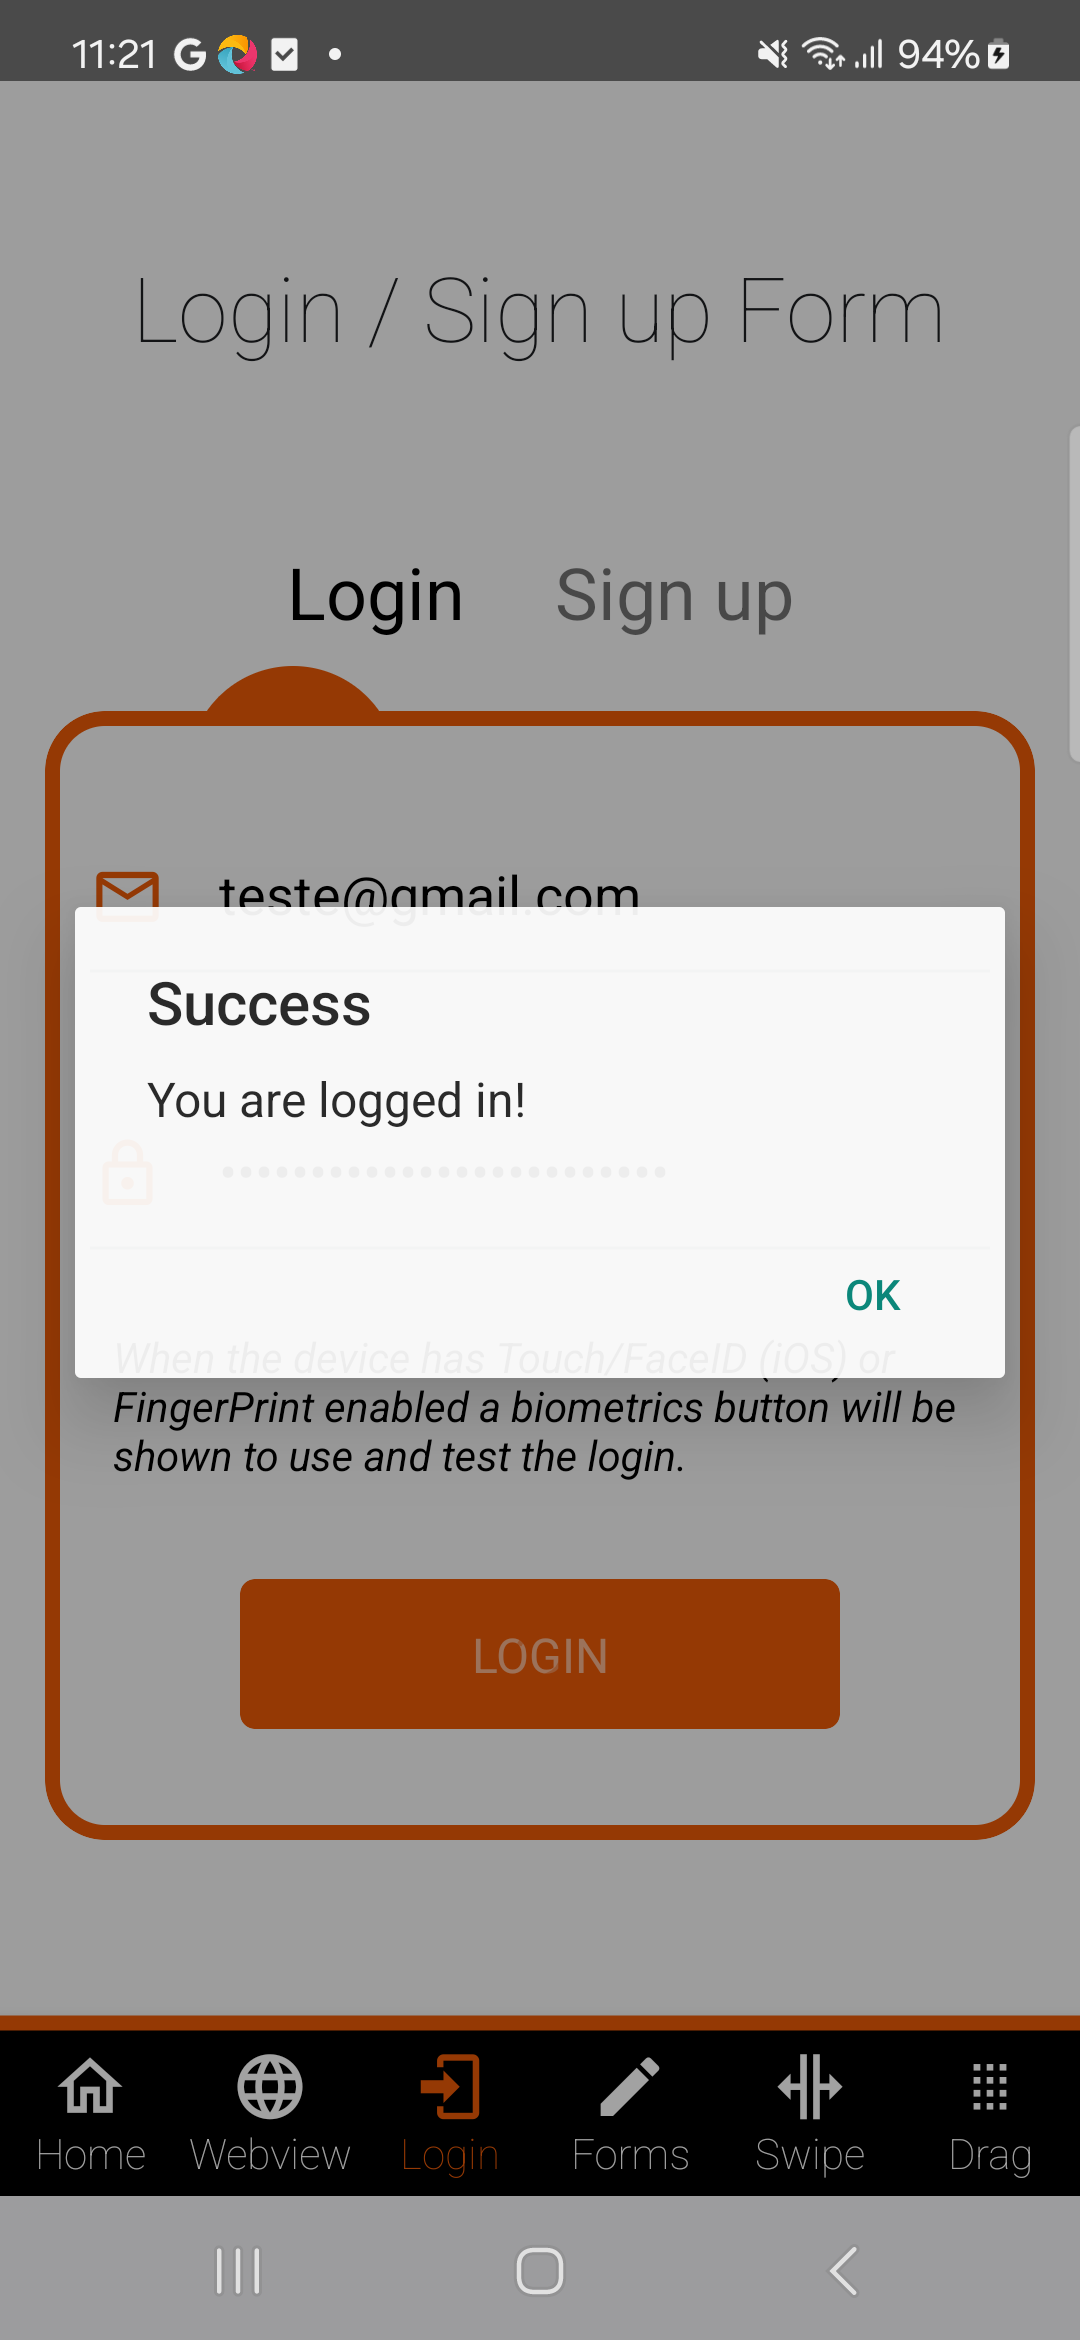 11:21
94%
Login / Sign up Form
Login
Sign up
teste@gmail.com
Success
You are logged in!
OK
When the device has Touch/FaceID (iOS) or
FingerPrint enabled a biometrics button will be
shown to use and test the login.
LOGIN
Home
Webview
Login
Forms
Swipe
Drag